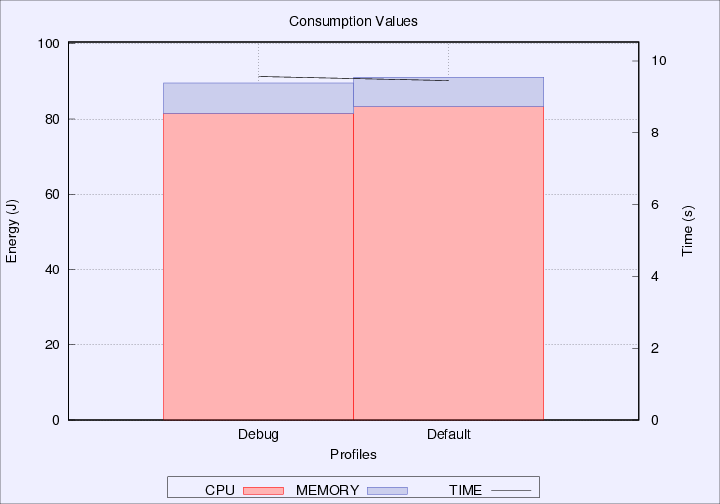 Consumption Values
100
80
60
40
20
0
Energy (J)
10
8
6
4
2
0
Time (s)
Debug Default
Profiles
CPU MEMORY TIME